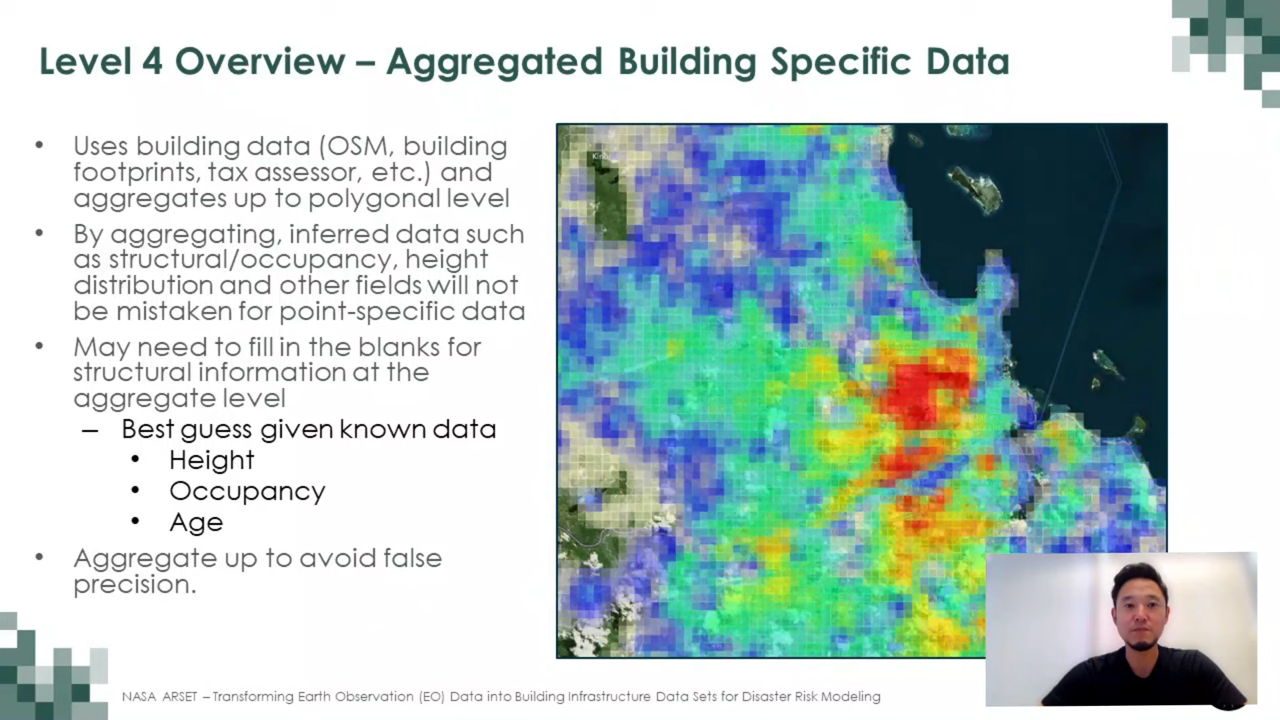 Level 4 Overview – Aggregated Building Specific Data
• Uses building data (OSM, building
footprints, tax assessor, etc.) and
aggregates up to polygonal level
• By aggregating, inferred data such
as structural/occupancy, height
distribution and other fields will not
be mistaken for point-specific data
• May need to fill in the blanks for
structural information at the
aggregate level
– Best guess given known data
• Height
• Occupancy
• Age
• Aggregate up to avoid false
precision.
NASA ARSET – Transforming Earth Observation (EO) Data into Building Infrastructure Data Sets for Disaster Risk Modeling